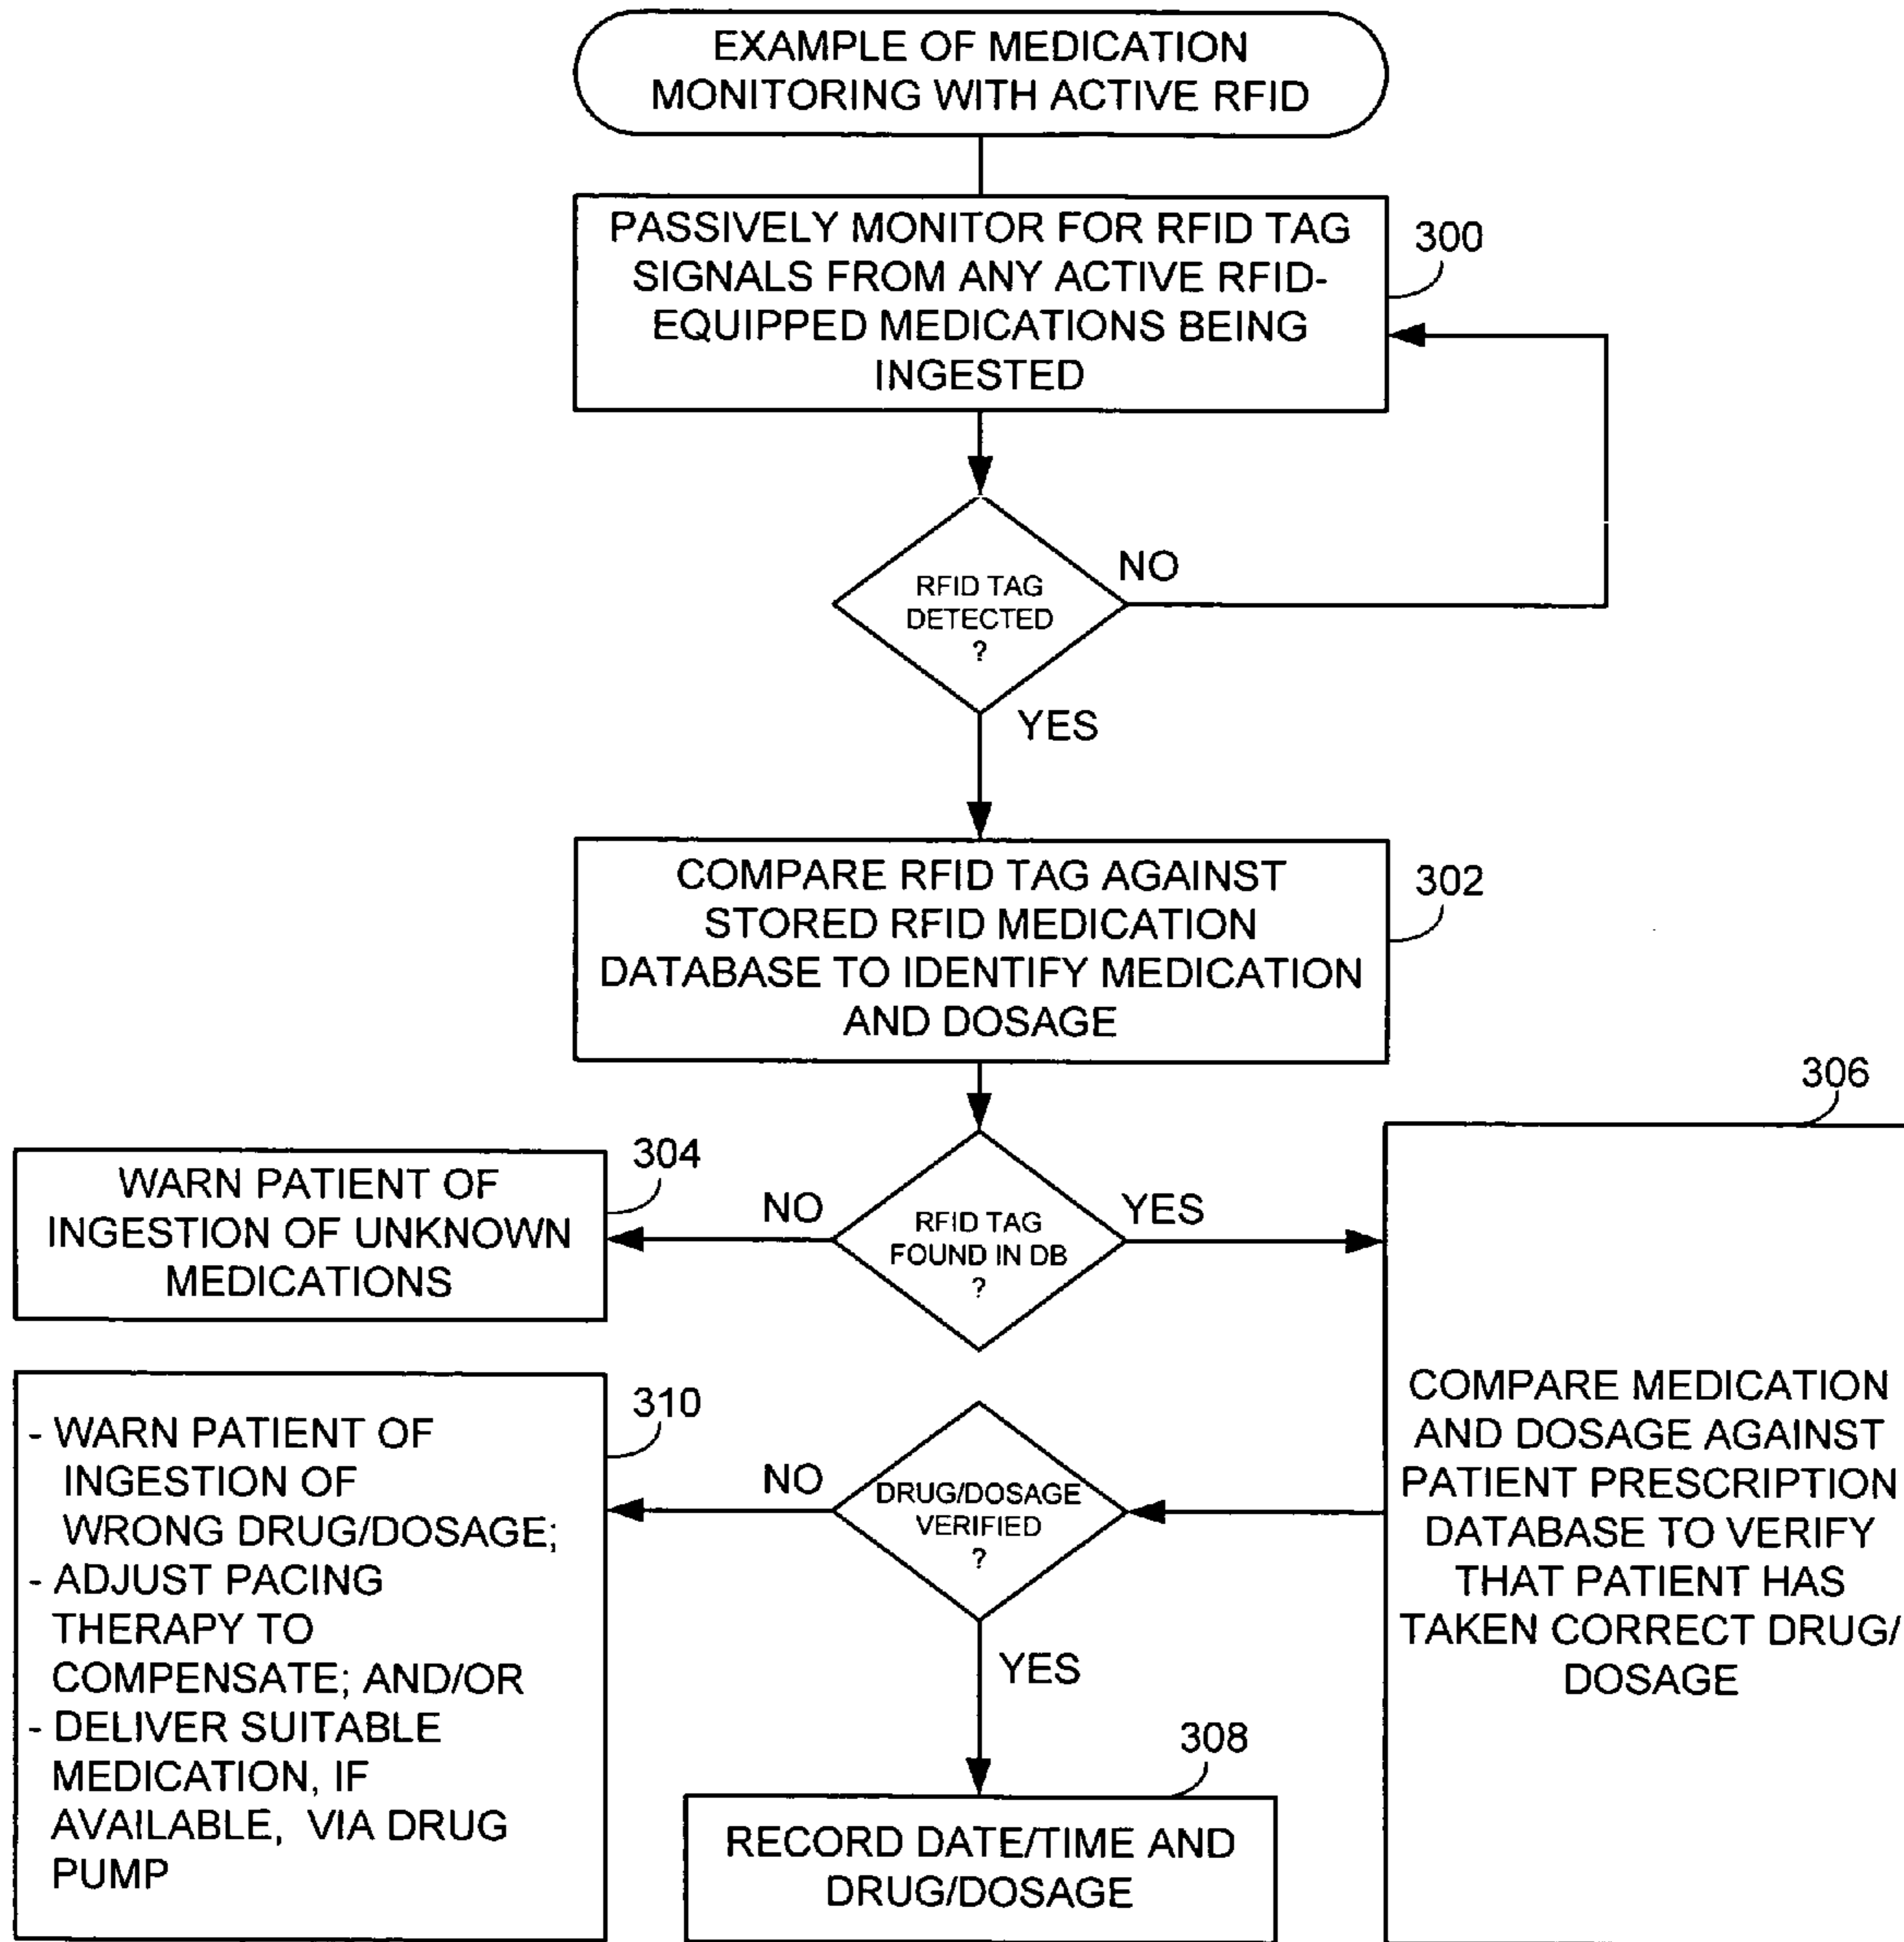 EXAMPLE OF MEDICATION
MONITORING WITH ACTIVE RFID
PASSIVELY MONITOR FOR RFID TAG
SIGNALS FROM ANY ACTIVE RFID-
EQUIPPED MEDICATIONS BEING
INGESTED
300
RFID TAG
DETECTED
?
NO
YES
COMPARE RFID TAG AGAINST
STORED RFID MEDICATION
DATABASE TO IDENTIFY MEDICATION
AND DOSAGE
302
RFID TAG
FOUND IN DB
?
NO
YES
WARN PATIENT OF
INGESTION OF UNKNOWN
MEDICATIONS
304
306
COMPARE MEDICATION
AND DOSAGE AGAINST
PATIENT PRESCRIPTION
DATABASE TO VERIFY
THAT PATIENT HAS
TAKEN CORRECT DRUG/
DOSAGE
DRUG/DOSAGE
VERIFIED
?
NO
YES
310
- WARN PATIENT OF
INGESTION OF
WRONG DRUG/DOSAGE;
- ADJUST PACING
THERAPY TO
COMPENSATE; AND/OR
- DELIVER SUITABLE
MEDICATION, IF
AVAILABLE, VIA DRUG
PUMP
308
RECORD DATE/TIME AND
DRUG/DOSAGE